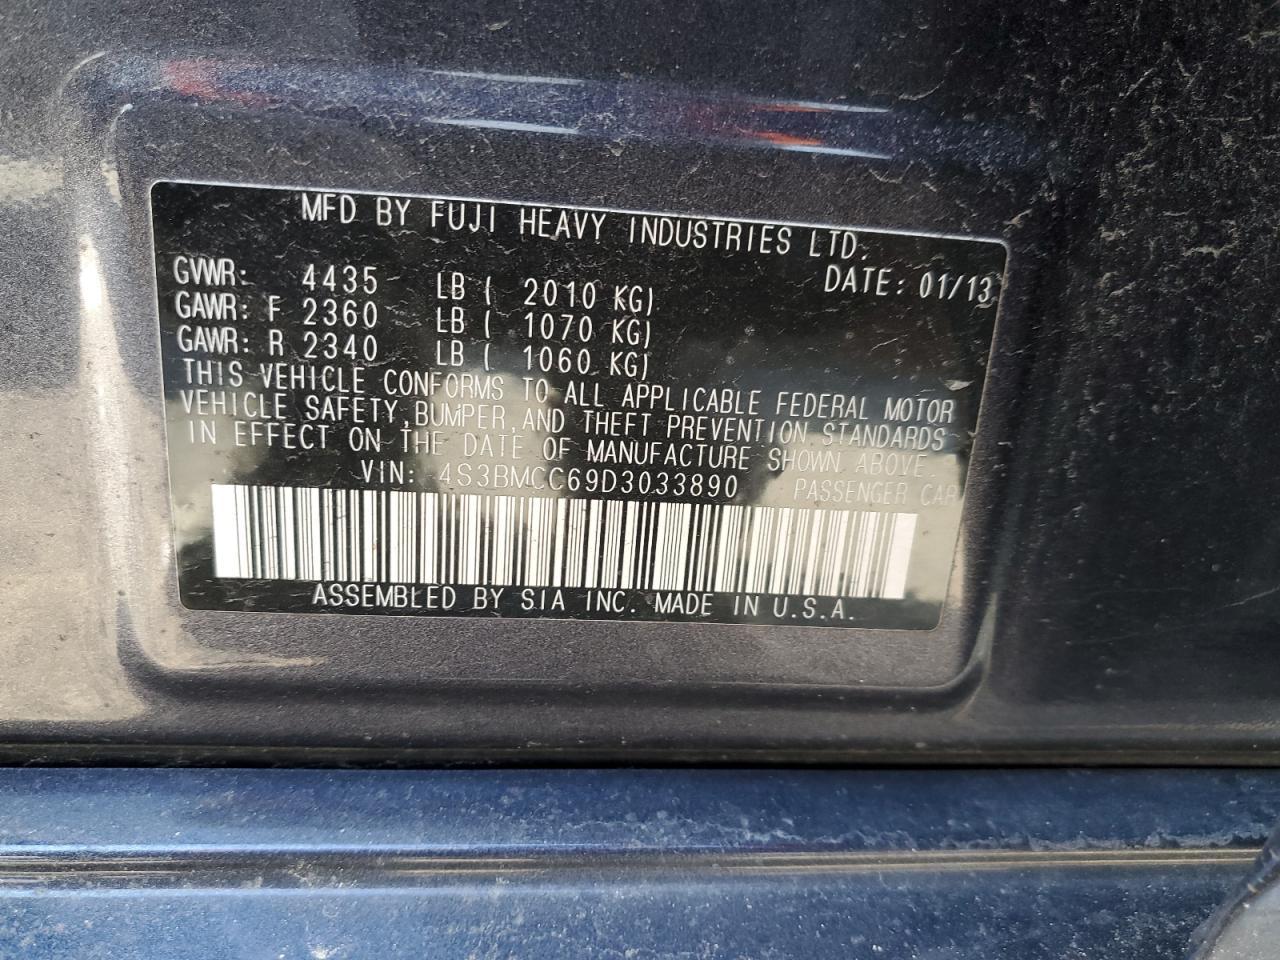 MFD BY FUJI HEAVY INDUSTRIES LTD.
DATE: 01/13
GVWR: 4435 LB ( 2010 KG)
GAWR: F 2360 LB ( 1070 KG)
GAWR: R 2340 LB ( 1060 KG)
THIS VEHICLE CONFORMS TO ALL APPLICABLE FEDERAL MOTOR
VEHICLE SAFETY, BUMPER, AND THEFT PREVENTION STANDARDS
IN EFFECT ON THE DATE OF MANUFACTURE SHOWN ABOVE.
VIN: 4S3BMCC69D3033890 PASSENGER CAR
ASSEMBLED BY S.I.A INC. MADE IN U.S.A.